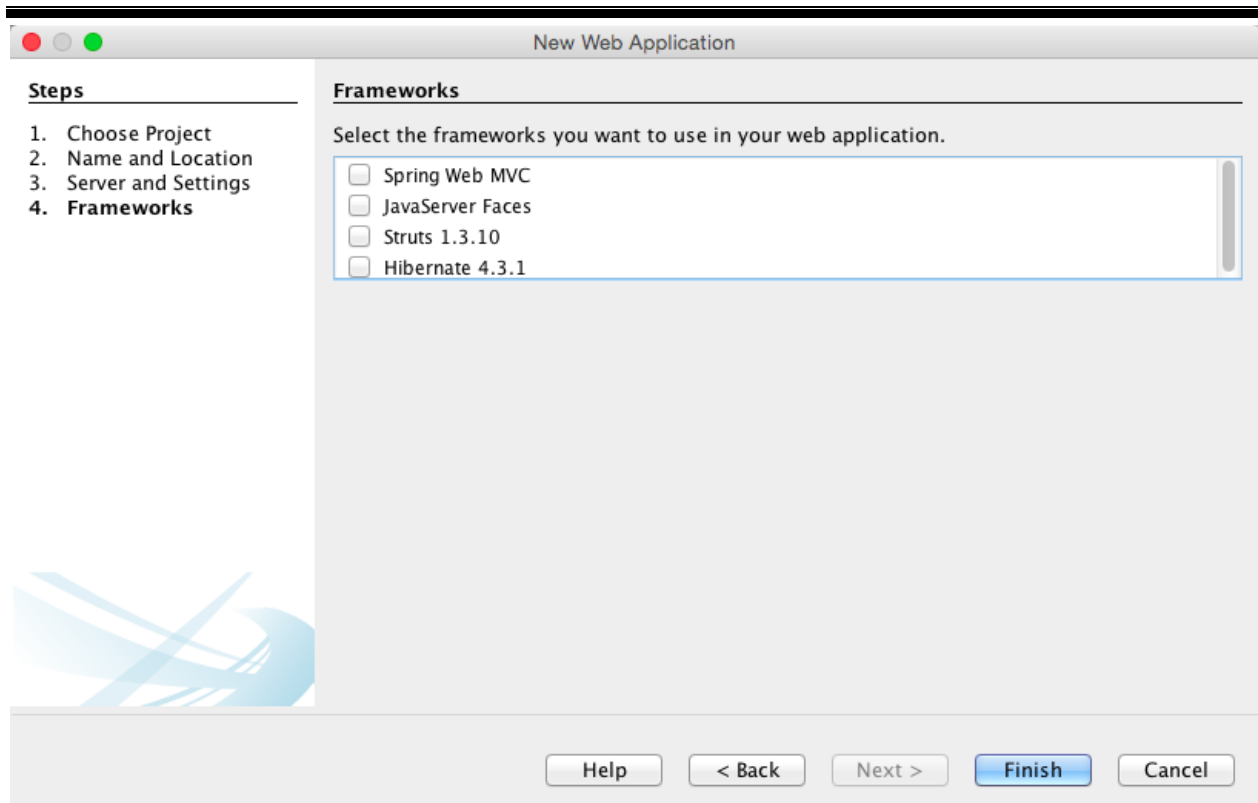 New Web Application
Steps
1. Choose Project
2. Name and Location
3. Server and Settings
4. Frameworks
Frameworks
Select the frameworks you want to use in your web application.
Spring Web MVC
JavaServer Faces
Struts 1.3.10
Hibernate 4.3.1
Help
< Back
Next >
Finish
Cancel